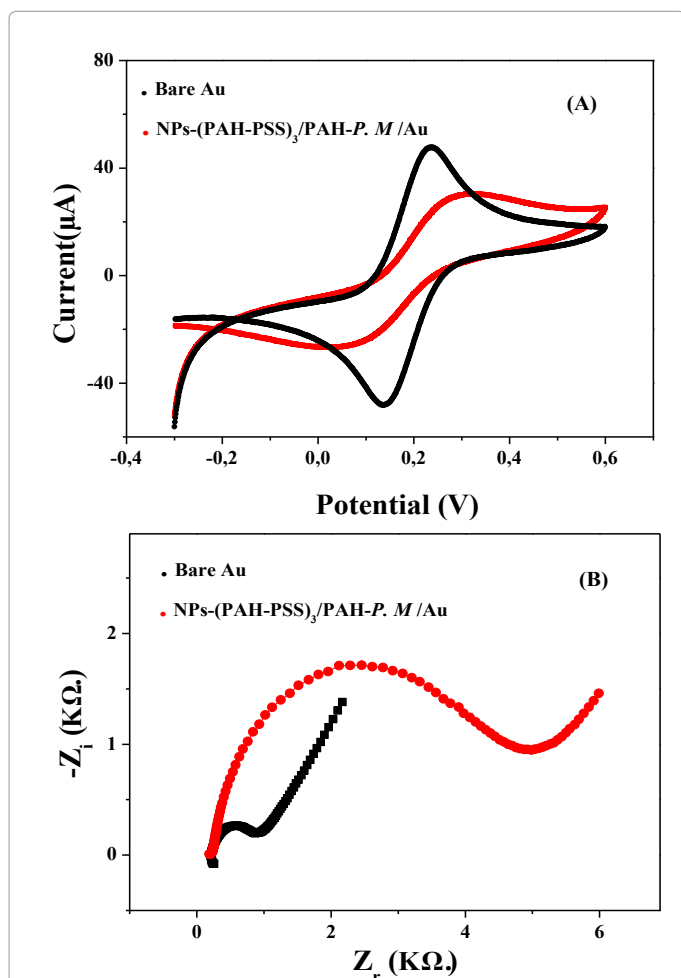 80
Bare Au
(A)
NPs-(PAH-PSS)3/PAH-P. M /Au
40
0
-40
Current(µA)
-0,4 -0,2 0,0 0,2 0,4 0,6
Potential (V)
Bare Au
(B)
NPs-(PAH-PSS)3/PAH-P. M /Au
2
1
0
-Zi (KΩ.)
0 2 4 6
Zr (KΩ.)